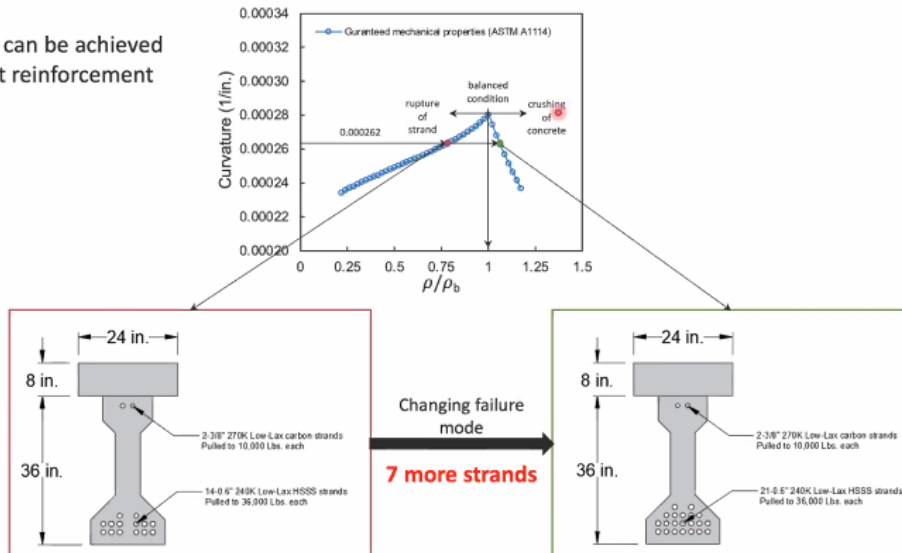 can be achieved
t reinforcement
0.00034
0.00032
0.00030
0.00028
0.00026
0.00024
0.00022
0.00020
Curvature (1/in.)
Guranteed mechanical properties (ASTM A1114)
balanced
condition
rupture
of
strand
crushing
of
concrete
0.000262
0
0.25
0.5
0.75
1
1.25
1.5
ρ/ρb
24 in.
8 in.
36 in.
2-3/8" 270K Low-Lax carbon strands
Pulled to 10,000 Lbs. each
14-0.6" 240K Low-Lax HSSS strands
Pulled to 36,000 Lbs. each
Changing failure
mode
7 more strands
24 in.
8 in.
36 in.
2-3/8" 270K Low-Lax carbon strands
Pulled to 10,000 Lbs. each
21-0.6" 240K Low-Lax HSSS strands
Pulled to 36,000 Lbs. each